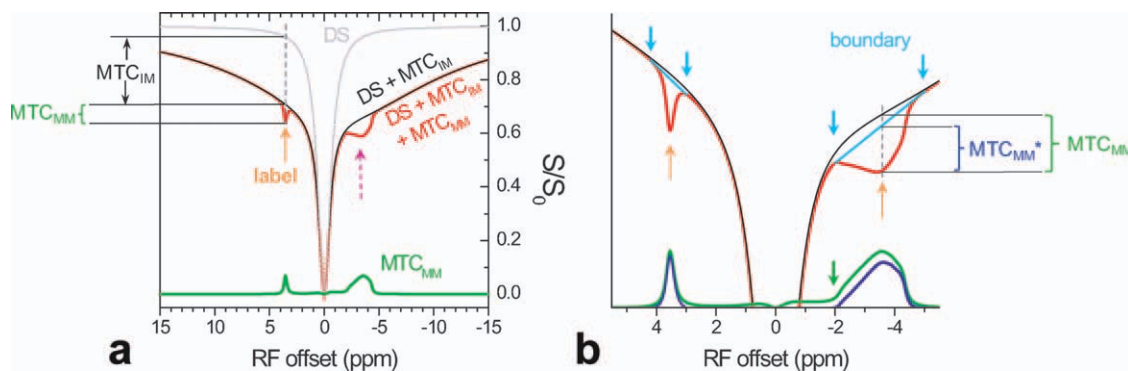 DS
MTC_IM
DS + MTC_IM
DS + MTC_IM
+ MTC_MM
MTC_MM
label
MTC_MM
1.0
0.8
0.6
0.4
0.2
0.0
S/S_0
15 10 5 0 -5 -10 -15
RF offset (ppm)
a
boundary
MTC_MM*
MTC_MM
4 2 0 -2 -4
RF offset (ppm)
b